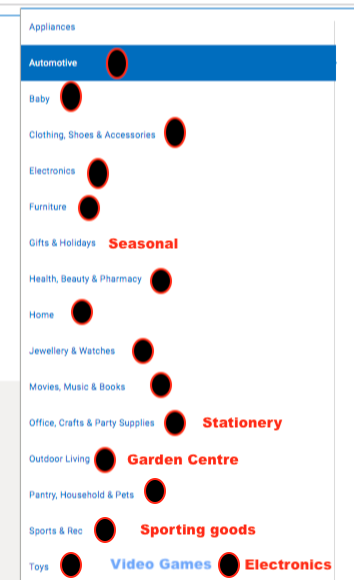 Appliances
Automotive
Baby
Clothing, Shoes & Accessories
Electronics
Furniture
Gifts & Holidays Seasonal
Health, Beauty & Pharmacy
Home
Jewellery & Watches
Movies, Music & Books
Office, Crafts & Party Supplies Stationery
Outdoor Living Garden Centre
Pantry, Household & Pets
Sports & Rec Sporting goods
Toys Video Games Electronics